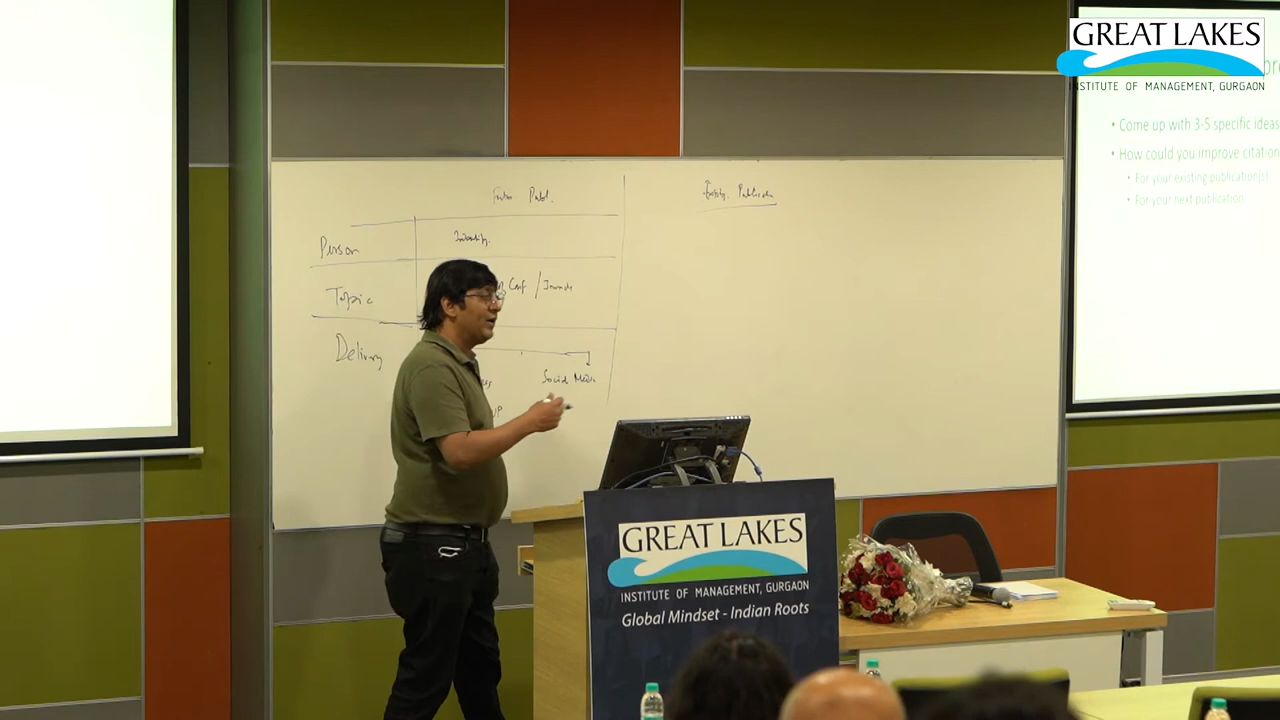 GREAT LAKES
INSTITUTE OF MANAGEMENT, GURGAON
• Come up with 3-5 specific ideas
• How could you improve citation
• For your existing publication(s)
• For your next publication
Publ.
Person
Topic
Conf /
Delivery
Social
GREAT LAKES
INSTITUTE OF MANAGEMENT, GURGAON
Global Mindset - Indian Roots